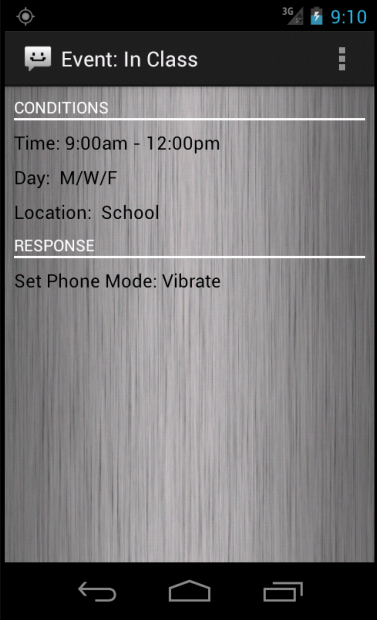 3G 9:10
Event: In Class
CONDITIONS
Time: 9:00am - 12:00pm
Day: M/W/F
Location: School
RESPONSE
Set Phone Mode: Vibrate